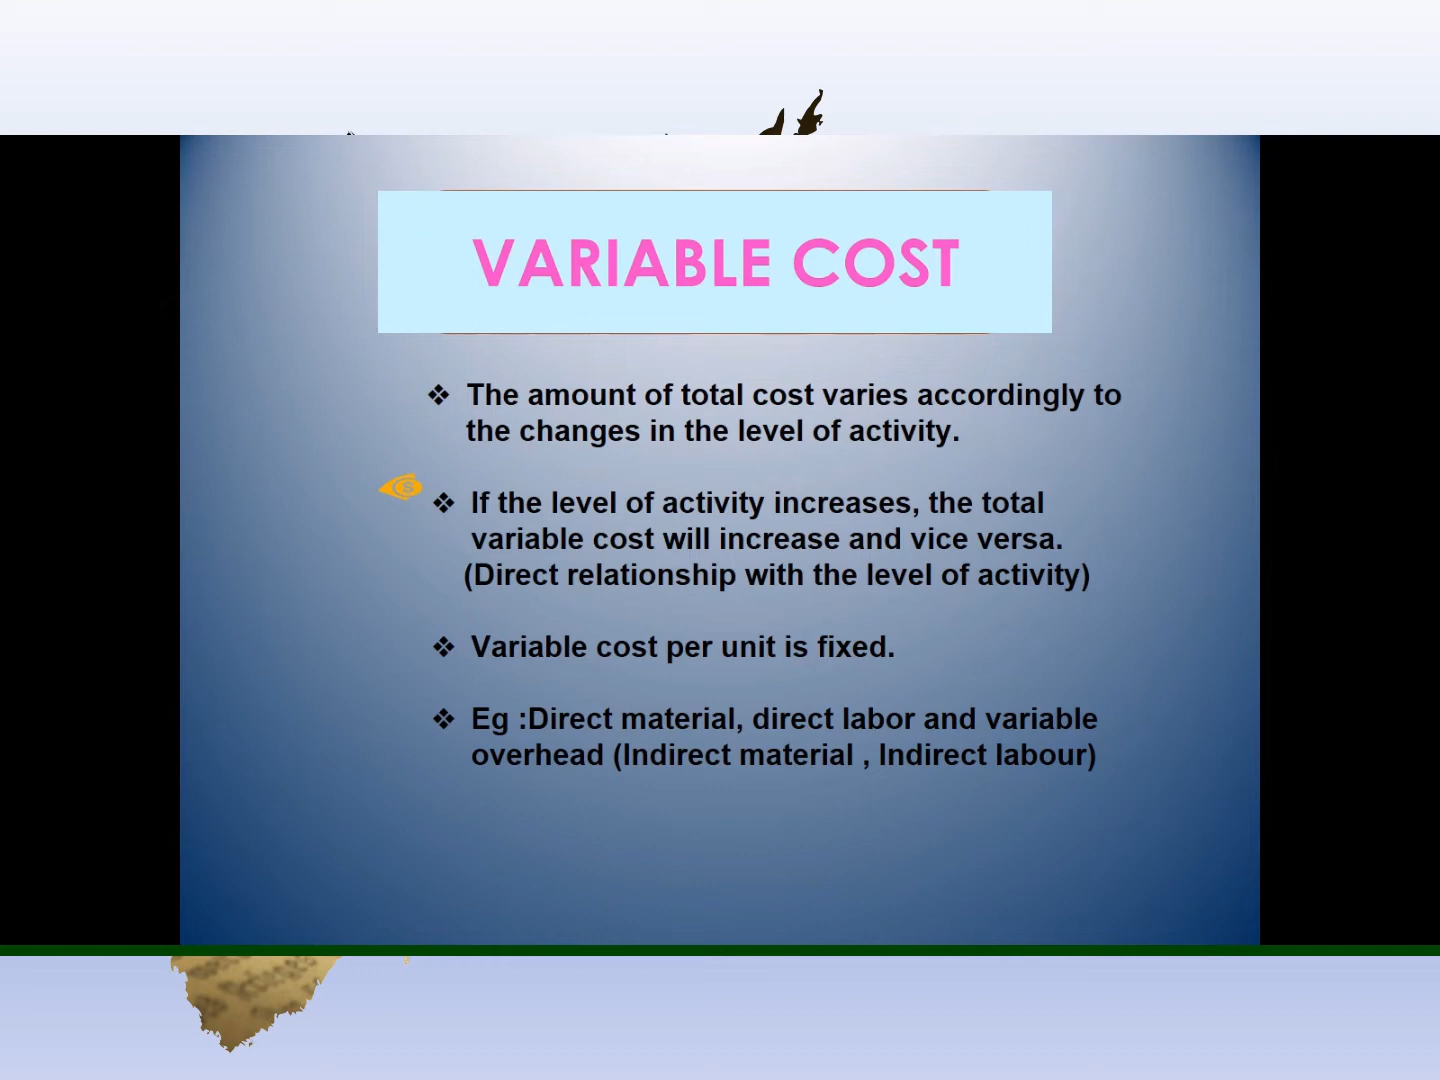 VARIABLE COST
❖ The amount of total cost varies accordingly to
the changes in the level of activity.
❖ If the level of activity increases, the total
variable cost will increase and vice versa.
(Direct relationship with the level of activity)
❖ Variable cost per unit is fixed.
❖ Eg :Direct material, direct labor and variable
overhead (Indirect material , Indirect labour)